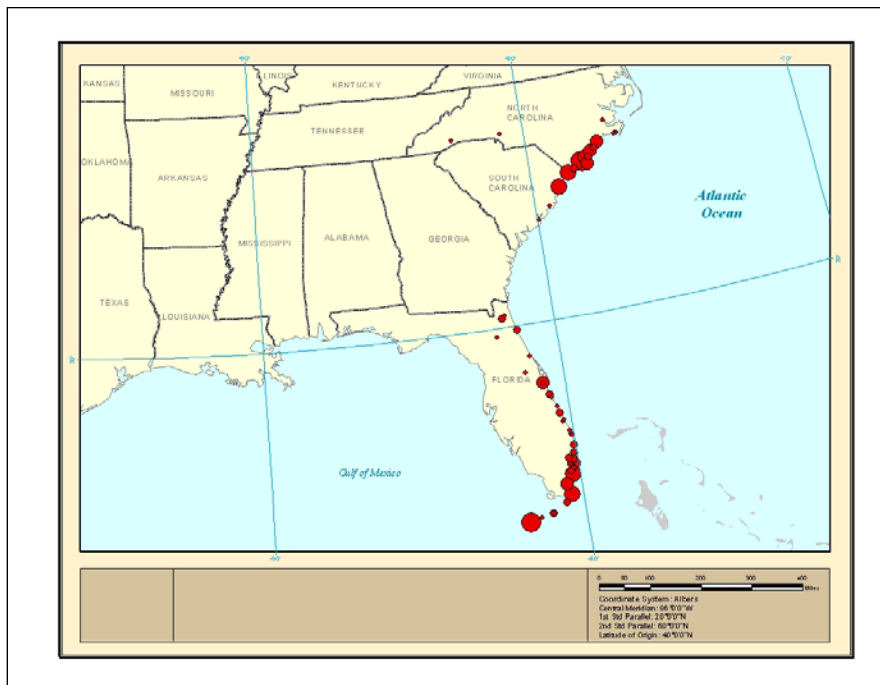 ILLINOIS
VIRGINIA
KANSAS
MISSOURI
KENTUCKY
NORTH
CAROLINA
TENNESSEE
OKLAHOMA
ARKANSAS
SOUTH
CAROLINA
Atlantic
Ocean
MISSISSIPPI
ALABAMA
GEORGIA
TEXAS
LOUISIANA
FLORIDA
Gulf of Mexico
0 50 100 200 300 400
Miles
Coordinate System: Albers
Central Meridian: 96°0'0"W
1st Std Parallel: 20°0'0"N
2nd Std Parallel: 60°0'0"N
Latitude of Origin: 40°0'0"N